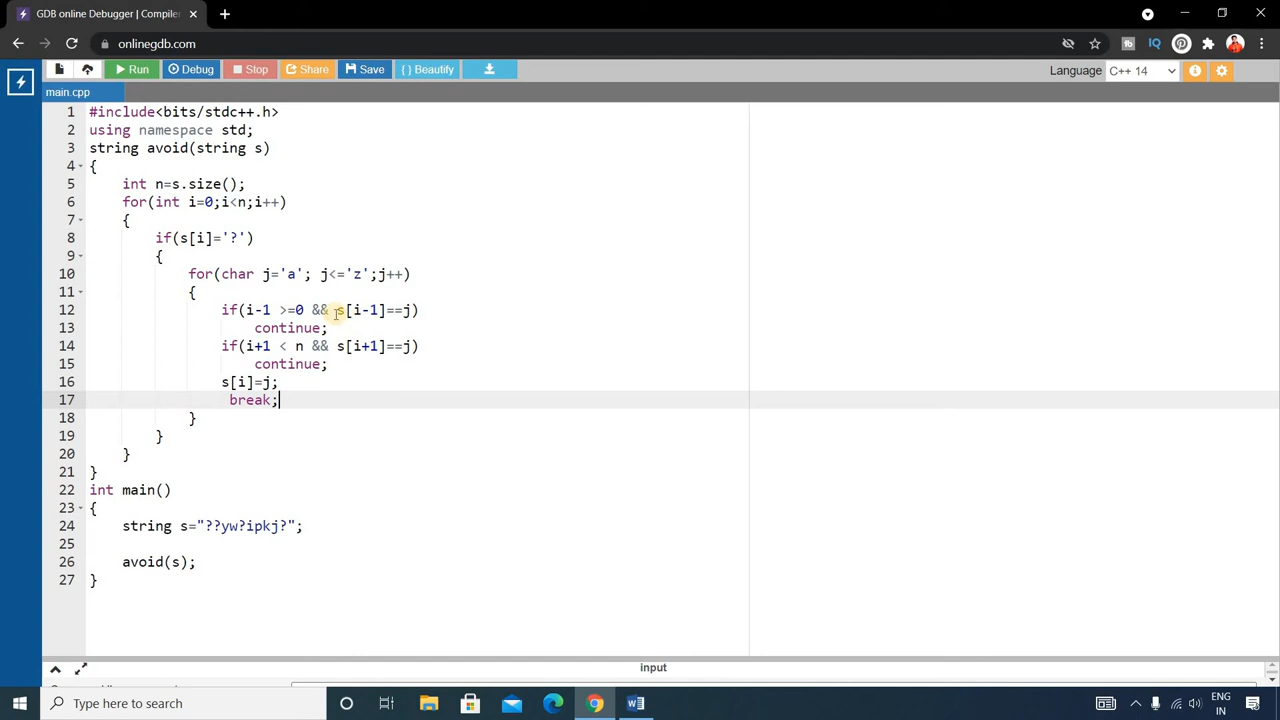 GDB online Debugger | Compiler
onlinegdb.com
Run Debug Stop Share Save { } Beautify Language C++ 14
main.cpp
1 #include<bits/stdc++.h>
2 using namespace std;
3 string avoid(string s)
4 {
5 int n=s.size();
6 for(int i=0;i<n;i++)
7 {
8 if(s[i]='?')
9 {
10 for(char j='a'; j<='z';j++)
11 {
12 if(i-1 >=0 && s[i-1]==j)
13 continue;
14 if(i+1 < n && s[i+1]==j)
15 continue;
16 s[i]=j;
17 break;
18 }
19 }
20 }
21 }
22 int main()
23 {
24 string s="??yw?ipkj?";
25
26 avoid(s);
27 }
input
Type here to search
ENG
IN